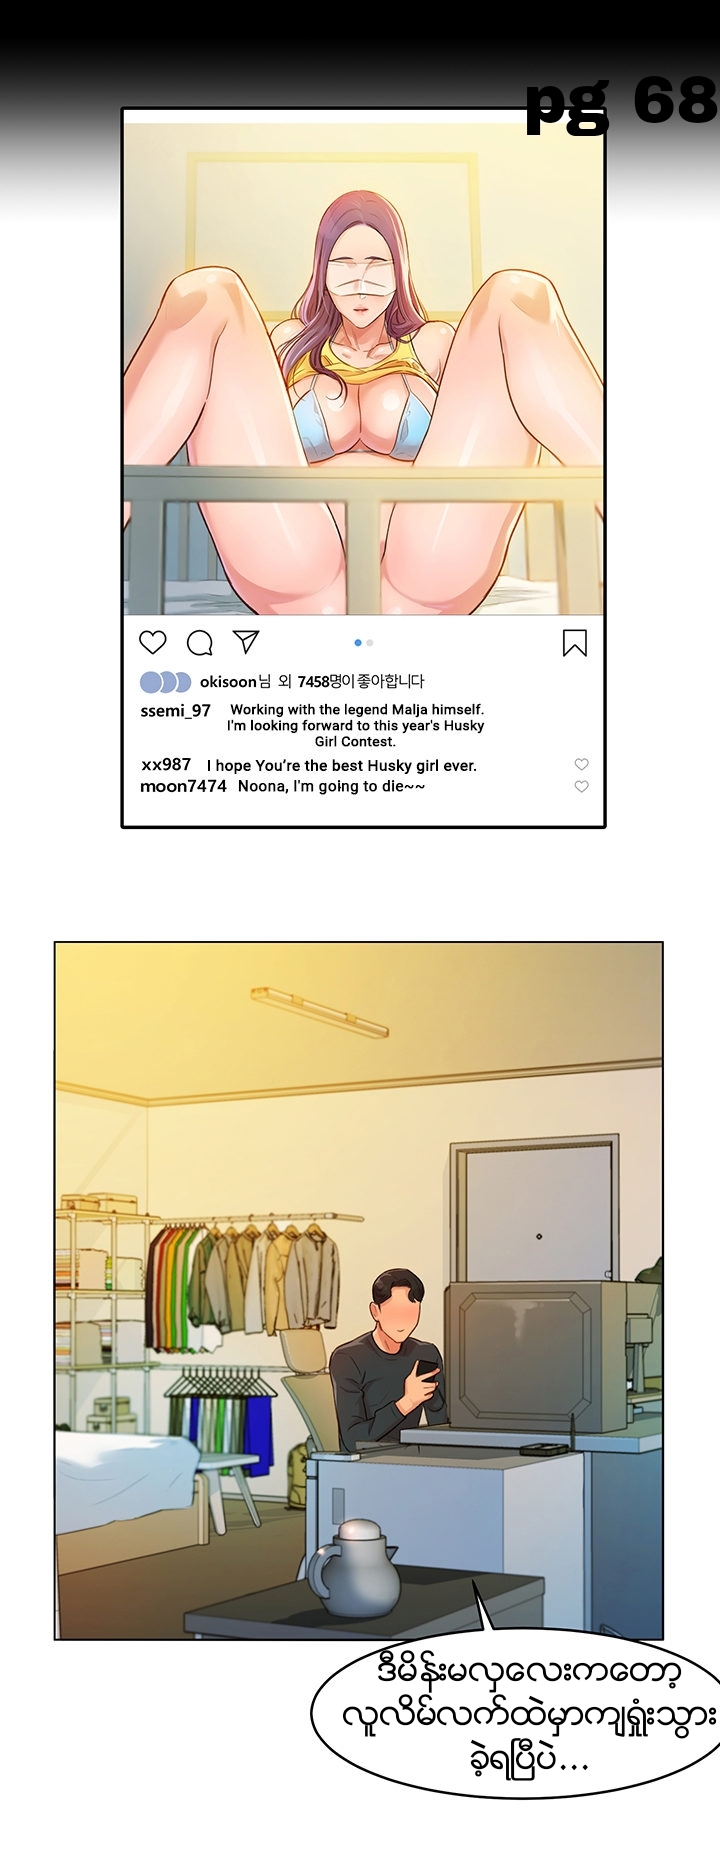 pg 68
okisoon님 외 7458명이 좋아합니다
ssemi_97 Working with the legend Malja himself.
I'm looking forward to this year's Husky
Girl Contest.
xx987 I hope You're the best Husky girl ever.
moon7474 Noona, I'm going to die~~
ဒီမိန်းမလှလေးကတော့
လူလိမ်လက်ထဲမှာကျရှုံးသွား
ခဲ့ရပြီပဲ...